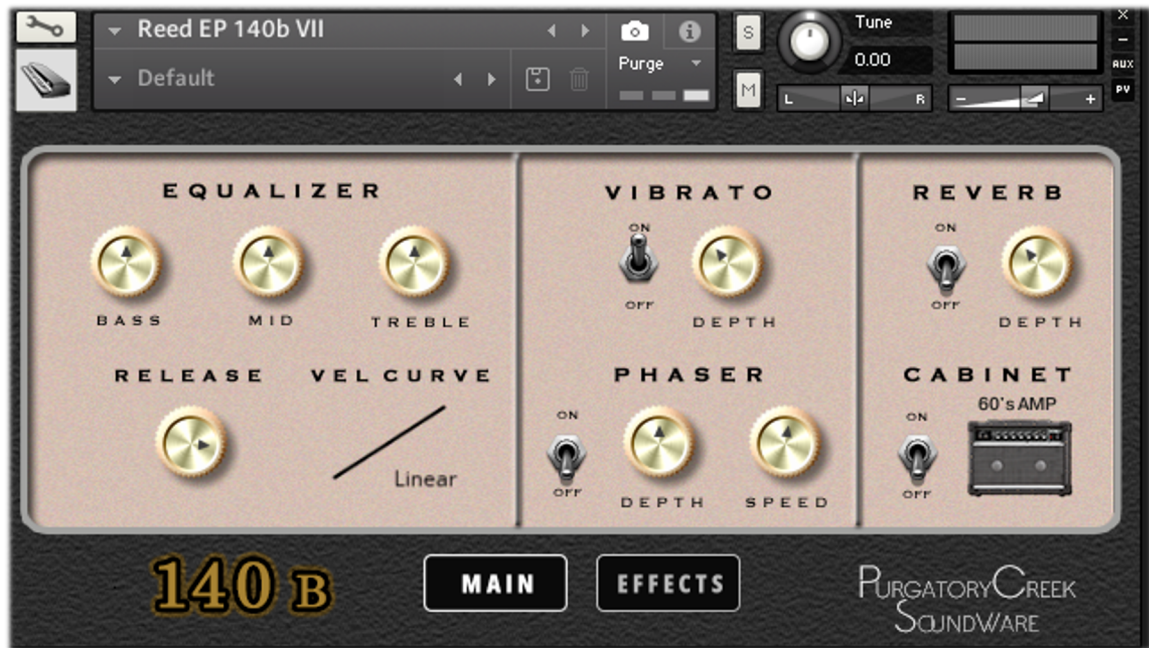 Reed EP 140b VII
Default
Purge
S
M
Tune
0.00
L R
- +
X
-
AUX
PV
EQUALIZER
BASS MID TREBLE
RELEASE VEL CURVE
Linear
VIBRATO
ON
OFF
DEPTH
PHASER
ON
OFF
DEPTH SPEED
REVERB
ON
OFF
DEPTH
CABINET
60's AMP
ON
OFF
140 B
MAIN EFFECTS
PURGATORYCREEK
SOUNDWARE